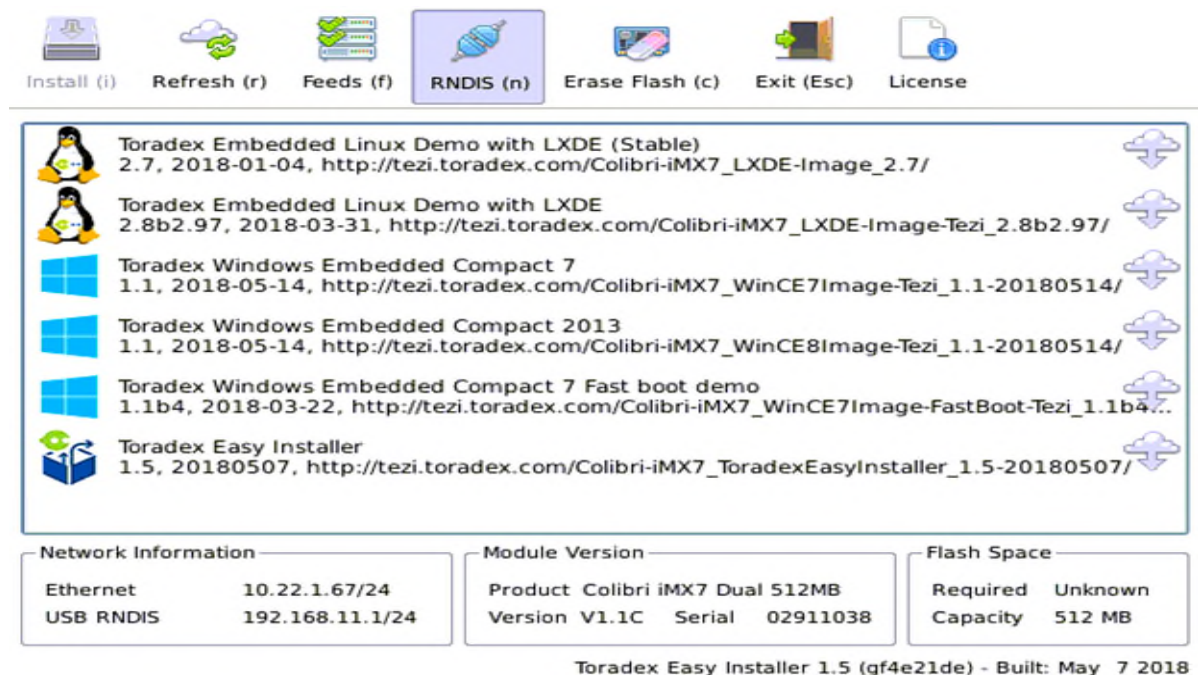 Install (i) Refresh (r) Feeds (f) RNDIS (n) Erase Flash (c) Exit (Esc) License
Toradex Embedded Linux Demo with LXDE (Stable)
2.7, 2018-01-04, http://tezi.toradex.com/Colibri-iMX7_LXDE-Image_2.7/
Toradex Embedded Linux Demo with LXDE
2.8b2.97, 2018-03-31, http://tezi.toradex.com/Colibri-iMX7_LXDE-Image-Tezi_2.8b2.97/
Toradex Windows Embedded Compact 7
1.1, 2018-05-14, http://tezi.toradex.com/Colibri-iMX7_WinCE7Image-Tezi_1.1-20180514/
Toradex Windows Embedded Compact 2013
1.1, 2018-05-14, http://tezi.toradex.com/Colibri-iMX7_WinCE8Image-Tezi_1.1-20180514/
Toradex Windows Embedded Compact 7 Fast boot demo
1.1b4, 2018-03-22, http://tezi.toradex.com/Colibri-iMX7_WinCE7Image-FastBoot-Tezi_1.1b4...
Toradex Easy Installer
1.5, 20180507, http://tezi.toradex.com/Colibri-iMX7_ToradexEasyInstaller_1.5-20180507/
Network Information
Ethernet 10.22.1.67/24
USB RNDIS 192.168.11.1/24
Module Version
Product Colibri iMX7 Dual 512MB
Version V1.1C Serial 02911038
Flash Space
Required Unknown
Capacity 512 MB
Toradex Easy Installer 1.5 (gf4e21de) - Built: May 7 2018